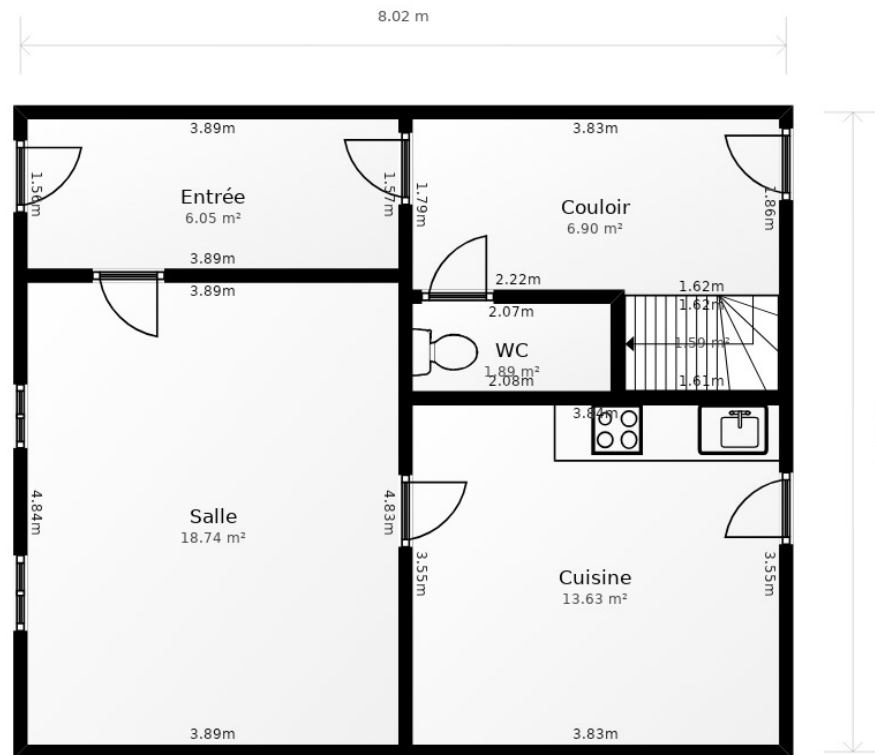 8.02 m
3.89m
3.83m
1.56m
1.57m
1.79m
1.86m
Entrée
6.05 m²
Couloir
6.90 m²
3.89m
3.89m
2.22m
1.62m
1.62m
2.07m
WC
1.89 m²
2.08m
1.59 m²
1.61m
3.84m
4.84m
4.83m
Salle
18.74 m²
3.55m
3.55m
Cuisine
13.63 m²
3.89m
3.83m